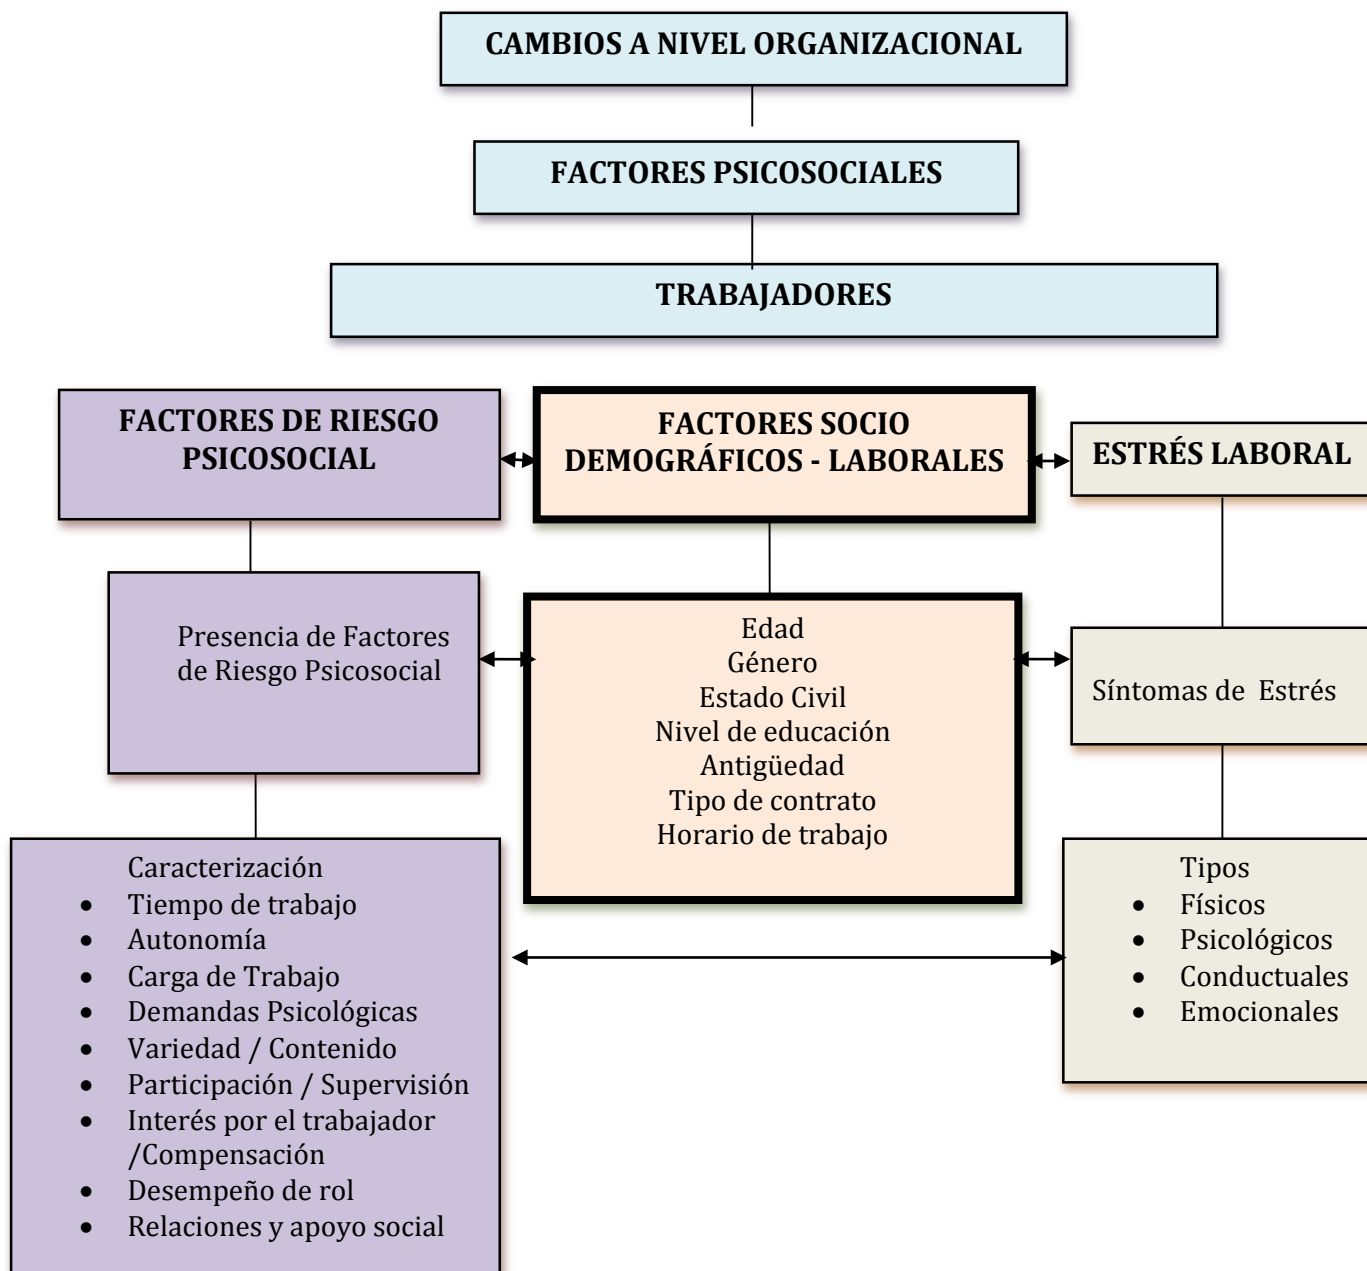 CAMBIOS A NIVEL ORGANIZACIONAL
FACTORES PSICOSOCIALES
TRABAJADORES
FACTORES DE RIESGO
PSICOSOCIAL
FACTORES SOCIO
DEMOGRÁFICOS - LABORALES
ESTRÉS LABORAL
Presencia de Factores
de Riesgo Psicosocial
Edad
Género
Estado Civil
Nivel de educación
Antigüedad
Tipo de contrato
Horario de trabajo
Síntomas de Estrés
Caracterización
• Tiempo de trabajo
• Autonomía
• Carga de Trabajo
• Demandas Psicológicas
• Variedad / Contenido
• Participación / Supervisión
• Interés por el trabajador
/Compensación
• Desempeño de rol
• Relaciones y apoyo social
Tipos
• Físicos
• Psicológicos
• Conductuales
• Emocionales